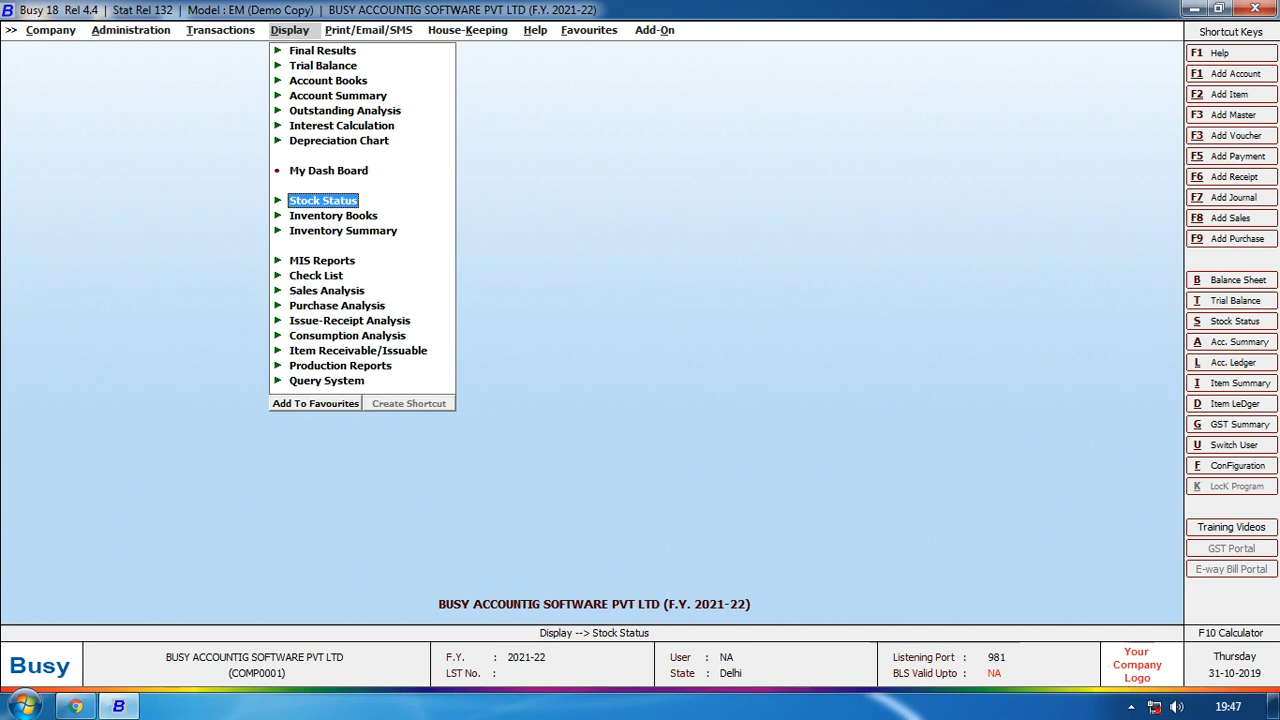 Busy 18 Rel 4.4 | Stat Rel 132 | Model : EM (Demo Copy) | BUSY ACCOUNTIG SOFTWARE PVT LTD (F.Y. 2021-22)
>> Company Administration Transactions Display Print/Email/SMS House-Keeping Help Favourites Add-On
Final Results
Trial Balance
Account Books
Account Summary
Outstanding Analysis
Interest Calculation
Depreciation Chart
My Dash Board
Stock Status
Inventory Books
Inventory Summary
MIS Reports
Check List
Sales Analysis
Purchase Analysis
Issue-Receipt Analysis
Consumption Analysis
Item Receivable/Issuable
Production Reports
Query System
Add To Favourites Create Shortcut
Shortcut Keys
F1 Help
F1 Add Account
F2 Add Item
F3 Add Master
F3 Add Voucher
F5 Add Payment
F6 Add Receipt
F7 Add Journal
F8 Add Sales
F9 Add Purchase
B Balance Sheet
T Trial Balance
S Stock Status
A Acc. Summary
L Acc. Ledger
I Item Summary
D Item LeDger
G GST Summary
U Switch User
F ConFiguration
K LocK Program
Training Videos
GST Portal
E-way Bill Portal
BUSY ACCOUNTIG SOFTWARE PVT LTD (F.Y. 2021-22)
Display --> Stock Status
F10 Calculator
Busy
BUSY ACCOUNTIG SOFTWARE PVT LTD
(COMP0001)
F.Y. : 2021-22
LST No. :
User : NA
State : Delhi
Listening Port : 981
BLS Valid Upto : NA
Your
Company
Logo
Thursday
31-10-2019
B
19:47